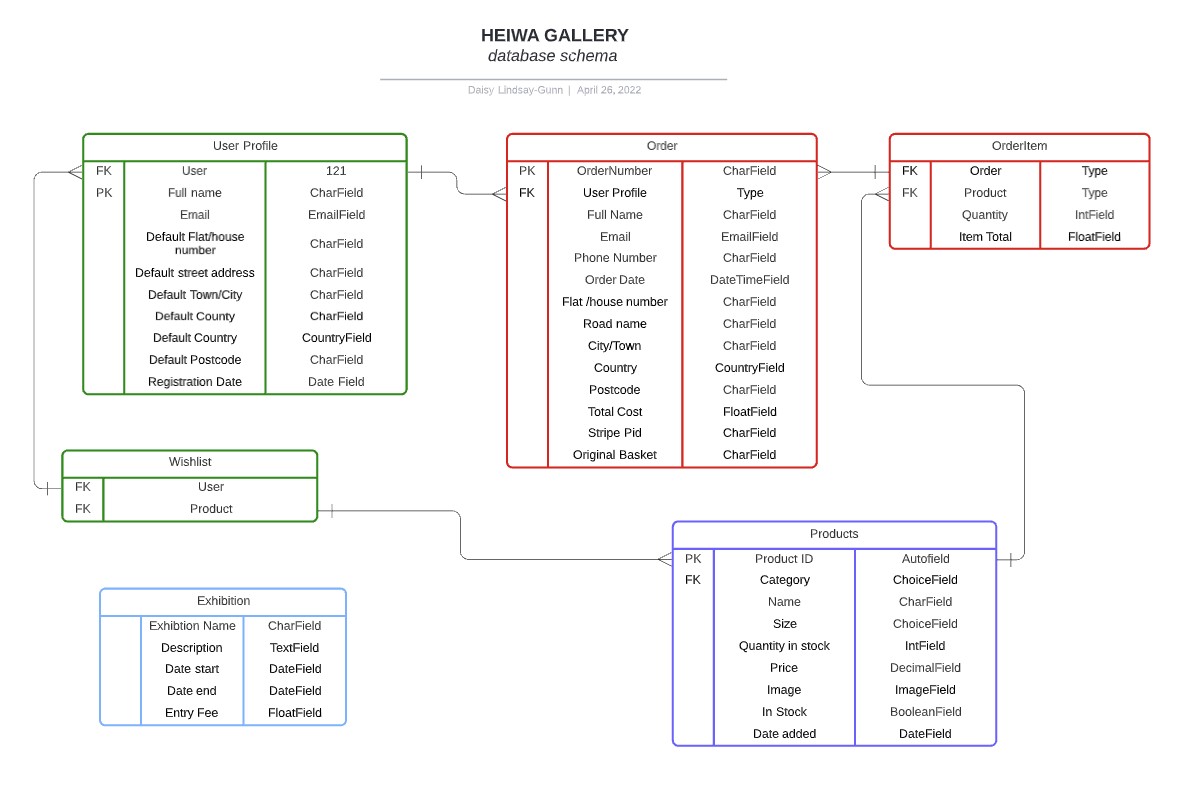 HEIWA GALLERY
database schema
Daisy Lindsay-Gunn | April 26, 2022
User Profile
FK User 121
PK Full name CharField
Email EmailField
Default Flat/house
number CharField
Default street address CharField
Default Town/City CharField
Default County CharField
Default Country CountryField
Default Postcode CharField
Registration Date Date Field
Order
PK OrderNumber CharField
FK User Profile Type
Full Name CharField
Email EmailField
Phone Number CharField
Order Date DateTimeField
Flat /house number CharField
Road name CharField
City/Town CharField
Country CountryField
Postcode CharField
Total Cost FloatField
Stripe Pid CharField
Original Basket CharField
OrderItem
FK Order Type
FK Product Type
Quantity IntField
Item Total FloatField
Wishlist
FK User
FK Product
Products
PK Product ID Autofield
FK Category ChoiceField
Name CharField
Size ChoiceField
Quantity in stock IntField
Price DecimalField
Image ImageField
In Stock BooleanField
Date added DateField
Exhibition
Exhibtion Name CharField
Description TextField
Date start DateField
Date end DateField
Entry Fee FloatField